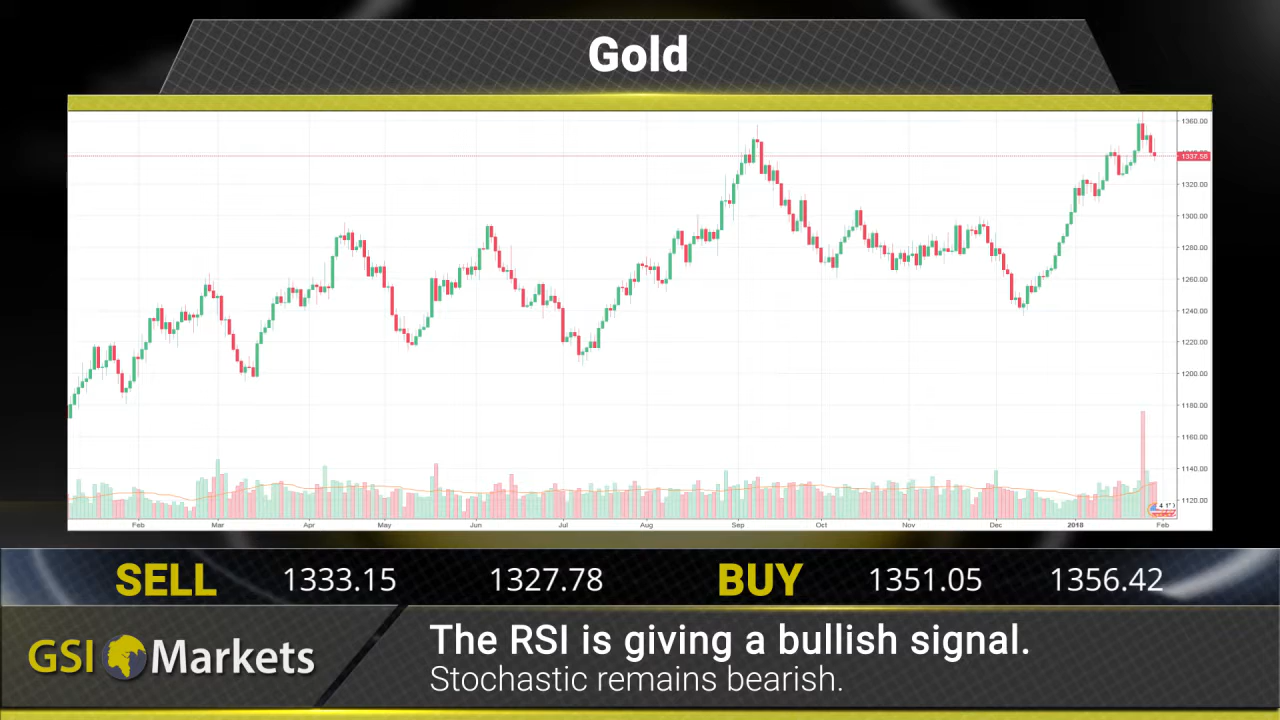 Gold
1360.00
1337.58
1320.00
1300.00
1280.00
1260.00
1240.00
1220.00
1200.00
1180.00
1160.00
1140.00
1120.00
Feb Mar Apr May Jun Jul Aug Sep Oct Nov Dec 2018 Feb
SELL 1333.15 1327.78 BUY 1351.05 1356.42
GSI Markets
The RSI is giving a bullish signal.
Stochastic remains bearish.